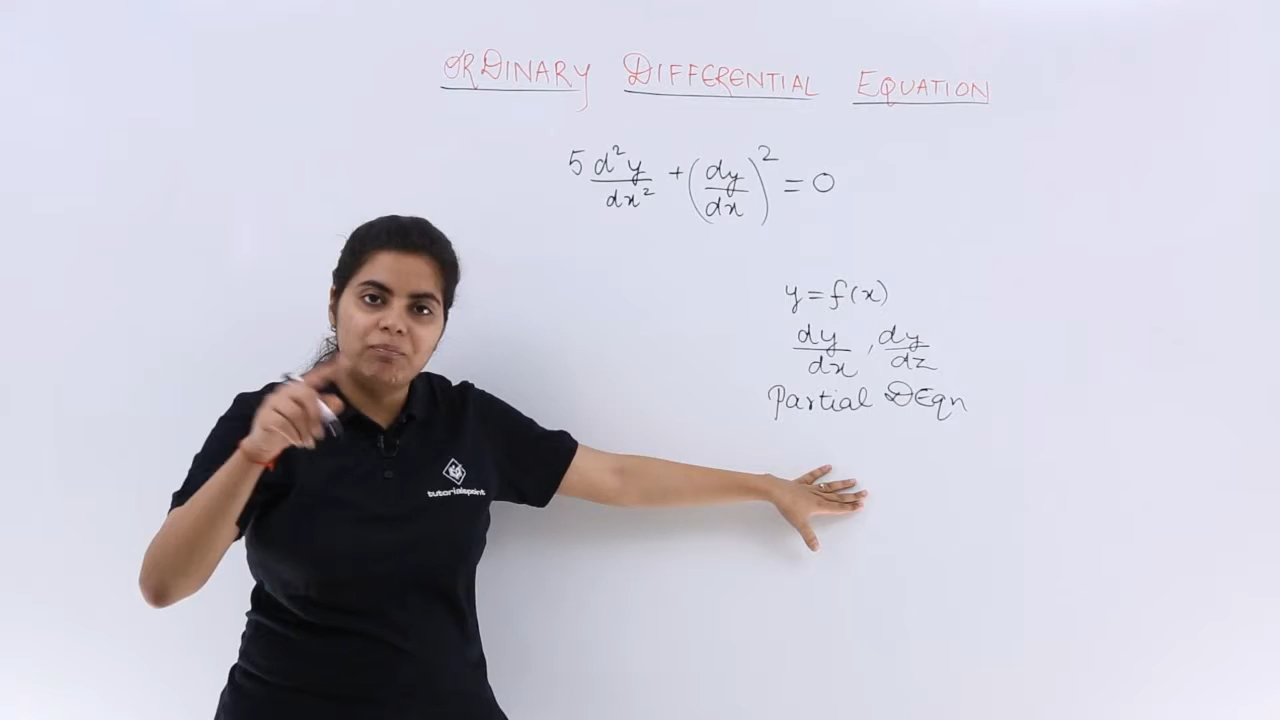 ORDINARY DIFFERENTIAL EQUATION
5 d²y/dx² + (dy/dx)² = 0
y = f(x)
dy/dx , dy/dz
Partial DEqn
tutorialspoint